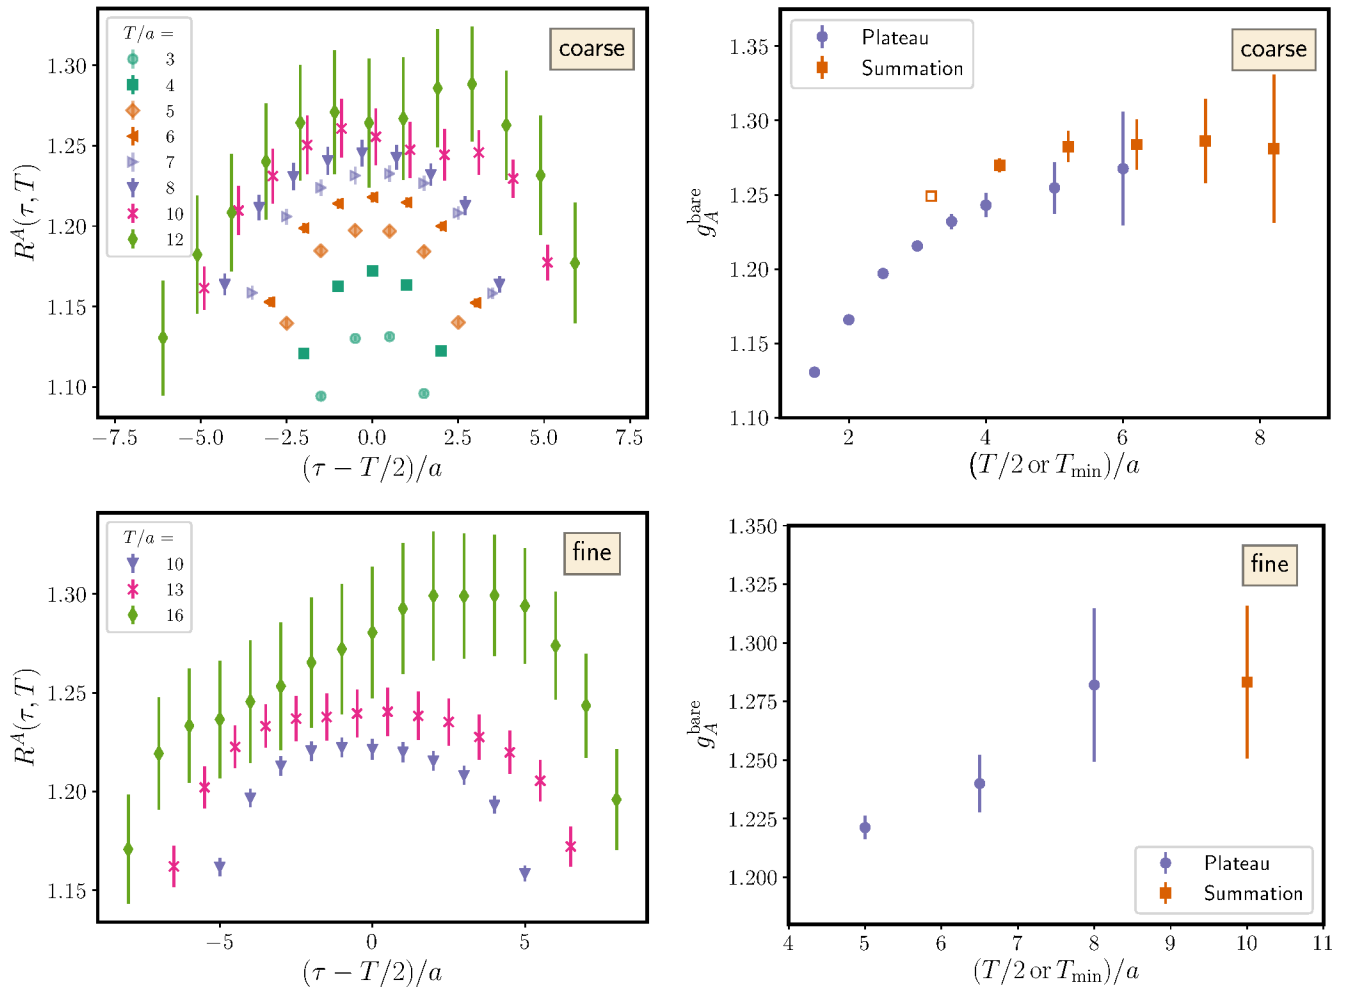 T/a =
3
4
5
6
7
8
10
12
coarse
1.30
1.25
1.20
1.15
1.10
R^A(τ, T)
−7.5 −5.0 −2.5 0.0 2.5 5.0 7.5
(τ − T/2)/a
Plateau
Summation
coarse
1.35
1.30
1.25
1.20
1.15
1.10
g_A^bare
2 4 6 8
(T/2 or T_min)/a
T/a =
10
13
16
fine
1.30
1.25
1.20
1.15
R^A(τ, T)
−5 0 5
(τ − T/2)/a
fine
1.350
1.325
1.300
1.275
1.250
1.225
1.200
g_A^bare
Plateau
Summation
4 5 6 7 8 9 10 11
(T/2 or T_min)/a